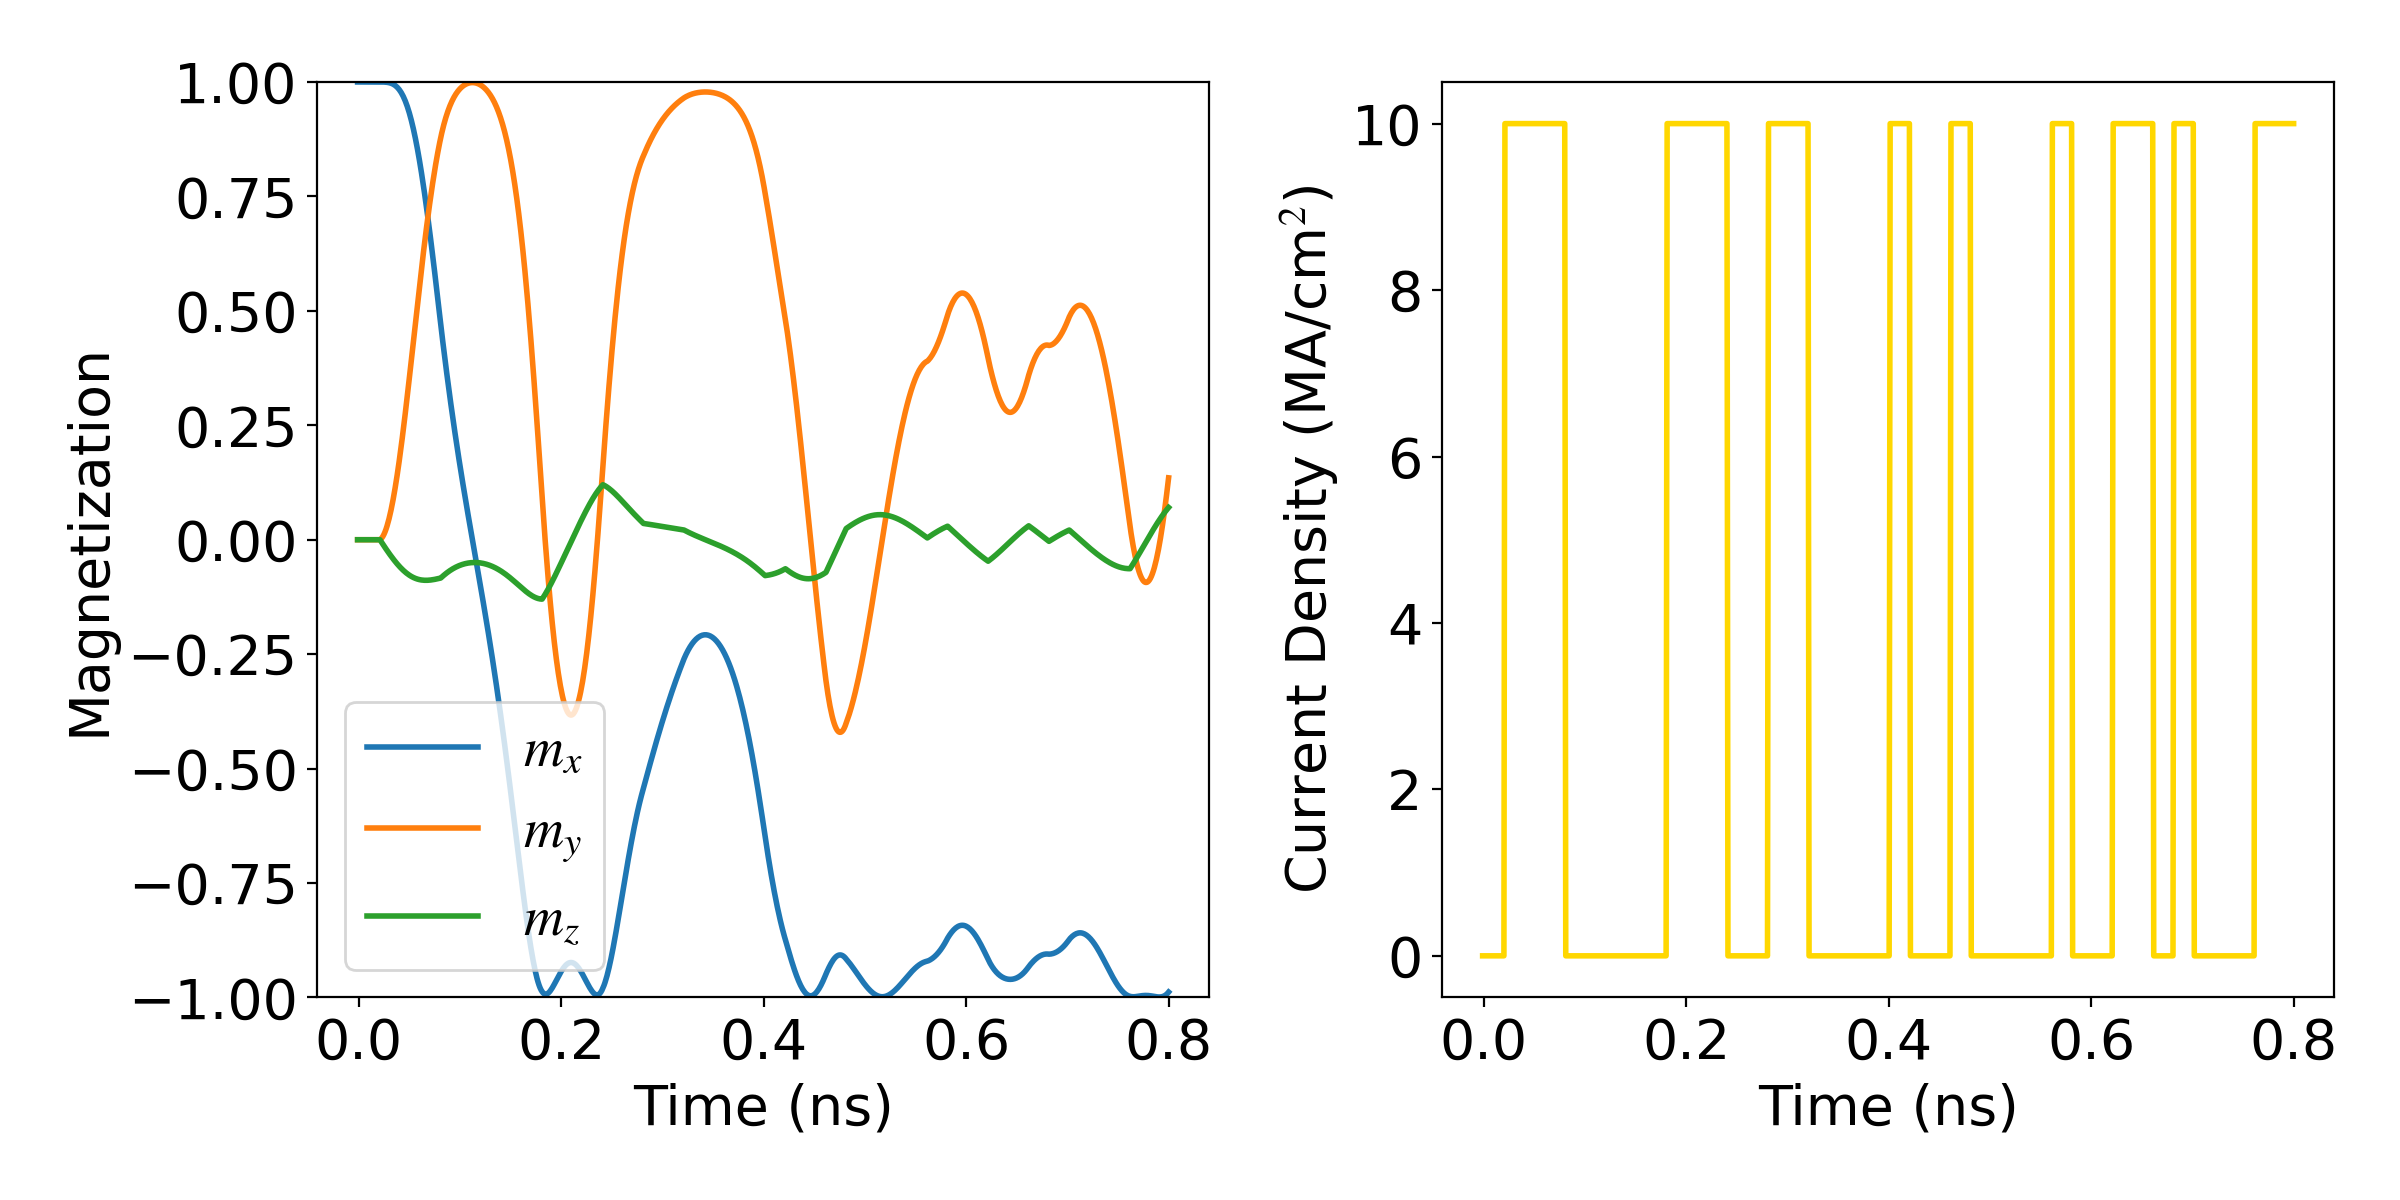 Magnetization
1.00
0.75
0.50
0.25
0.00
−0.25
−0.50
−0.75
−1.00
m_x
m_y
m_z
0.0 0.2 0.4 0.6 0.8
Time (ns)
Current Density (MA/cm²)
10
8
6
4
2
0
0.0 0.2 0.4 0.6 0.8
Time (ns)